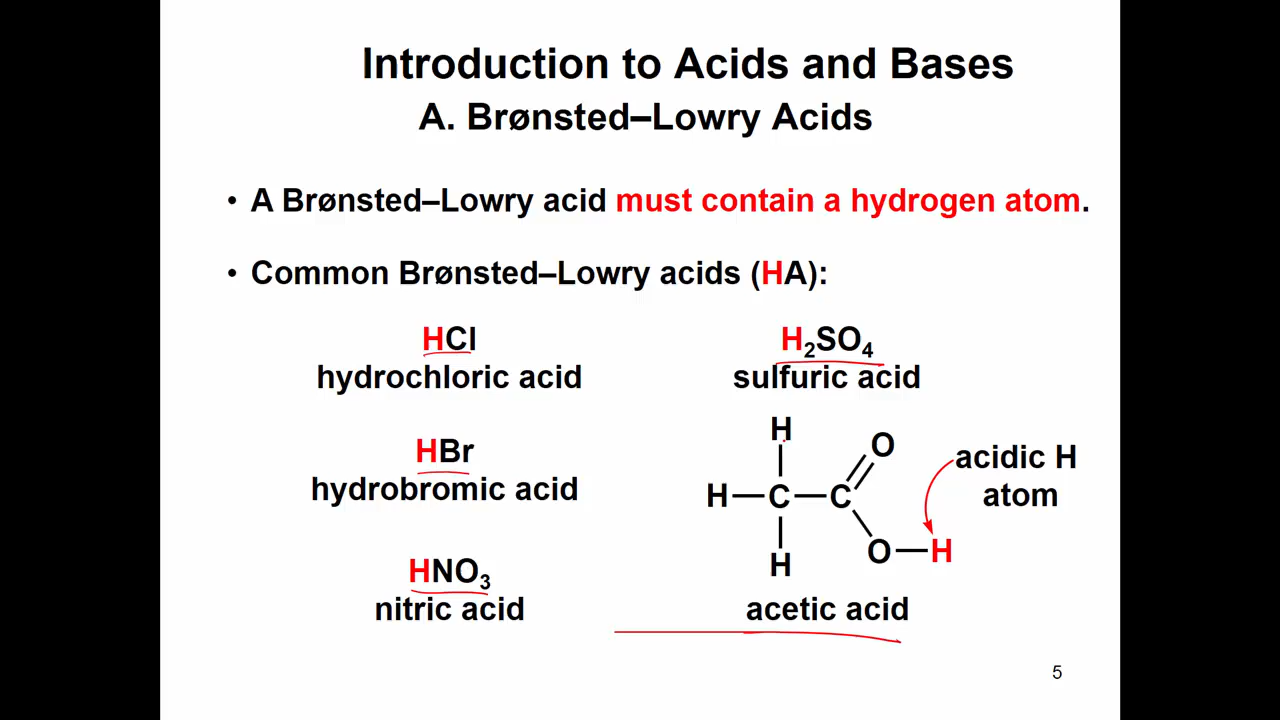 Introduction to Acids and Bases
A. Brønsted–Lowry Acids
• A Brønsted–Lowry acid must contain a hydrogen atom.
• Common Brønsted–Lowry acids (HA):
HCl
hydrochloric acid
H₂SO₄
sulfuric acid
HBr
hydrobromic acid
HNO₃
nitric acid
H
O
H—C—C
H
O—H
acidic H
atom
acetic acid
5